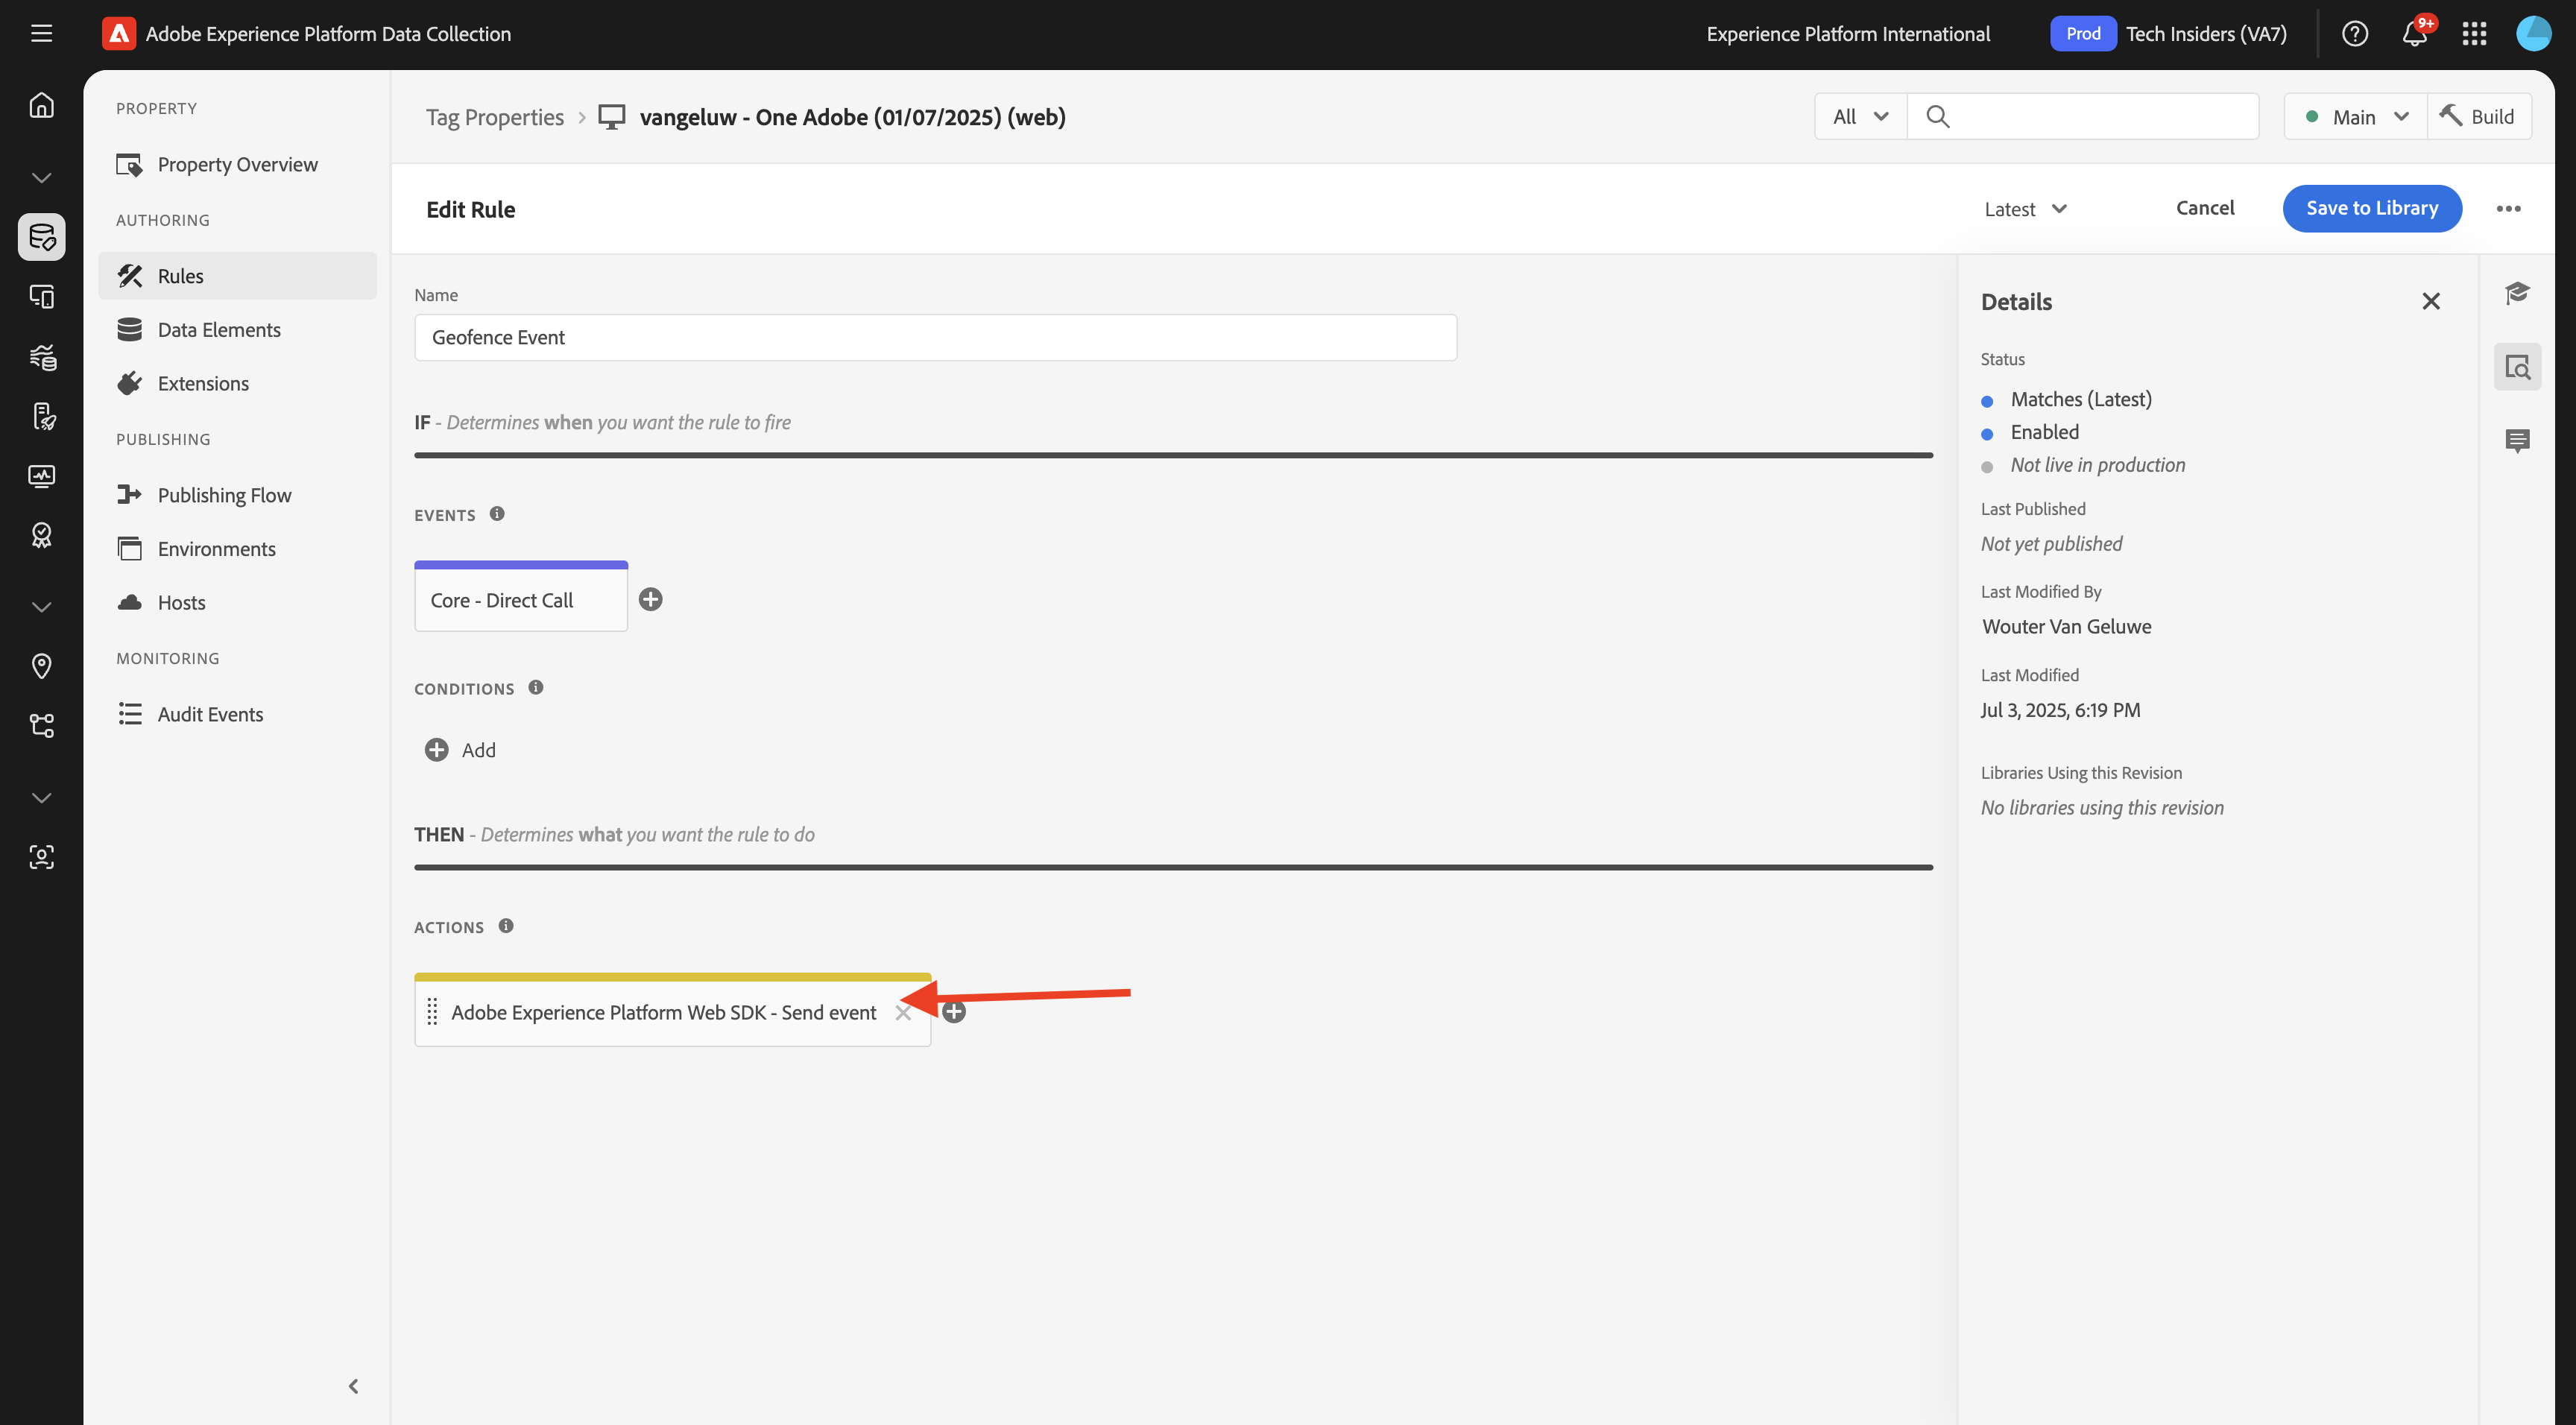 Adobe Experience Platform Data Collection
Experience Platform International
Prod
Tech Insiders (VA7)
9+
PROPERTY
Property Overview
AUTHORING
Rules
Data Elements
Extensions
PUBLISHING
Publishing Flow
Environments
Hosts
MONITORING
Audit Events
Tag Properties
vangeluw - One Adobe (01/07/2025) (web)
All
Main
Build
Edit Rule
Latest
Cancel
Save to Library
Name
Geofence Event
IF - Determines when you want the rule to fire
EVENTS
Core - Direct Call
CONDITIONS
Add
THEN - Determines what you want the rule to do
ACTIONS
Adobe Experience Platform Web SDK - Send event
Details
Status
Matches (Latest)
Enabled
Not live in production
Last Published
Not yet published
Last Modified By
Wouter Van Geluwe
Last Modified
Jul 3, 2025, 6:19 PM
Libraries Using this Revision
No libraries using this revision